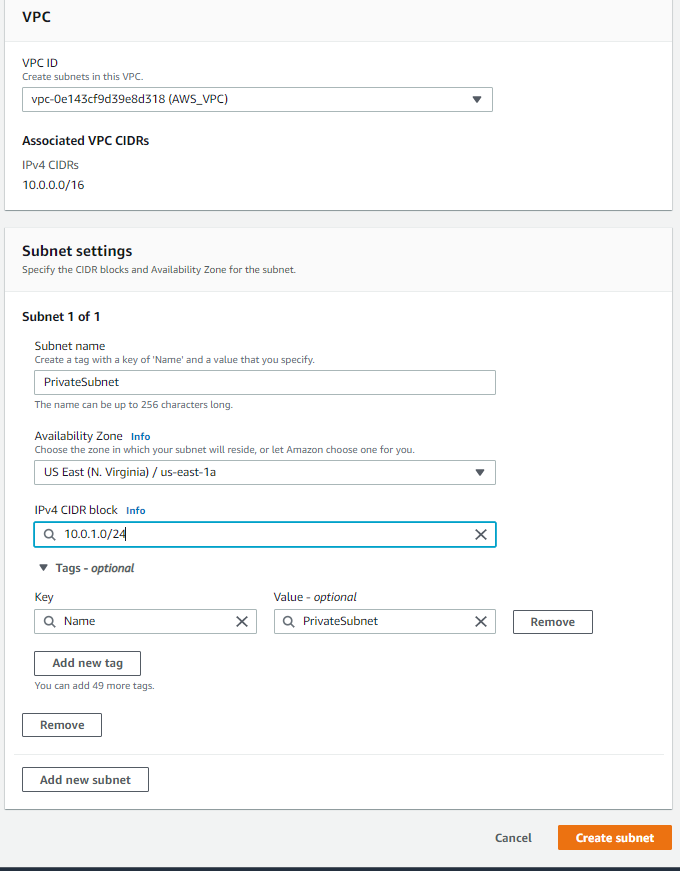 VPC
VPC ID
Create subnets in this VPC.
vpc-0e143cf9d39e8d318 (AWS_VPC)
Associated VPC CIDRs
IPv4 CIDRs
10.0.0.0/16
Subnet settings
Specify the CIDR blocks and Availability Zone for the subnet.
Subnet 1 of 1
Subnet name
Create a tag with a key of 'Name' and a value that you specify.
PrivateSubnet
The name can be up to 256 characters long.
Availability Zone Info
Choose the zone in which your subnet will reside, or let Amazon choose one for you.
US East (N. Virginia) / us-east-1a
IPv4 CIDR block Info
10.0.1.0/24
Tags - optional
Key Value - optional
Name PrivateSubnet Remove
Add new tag
You can add 49 more tags.
Remove
Add new subnet
Cancel Create subnet